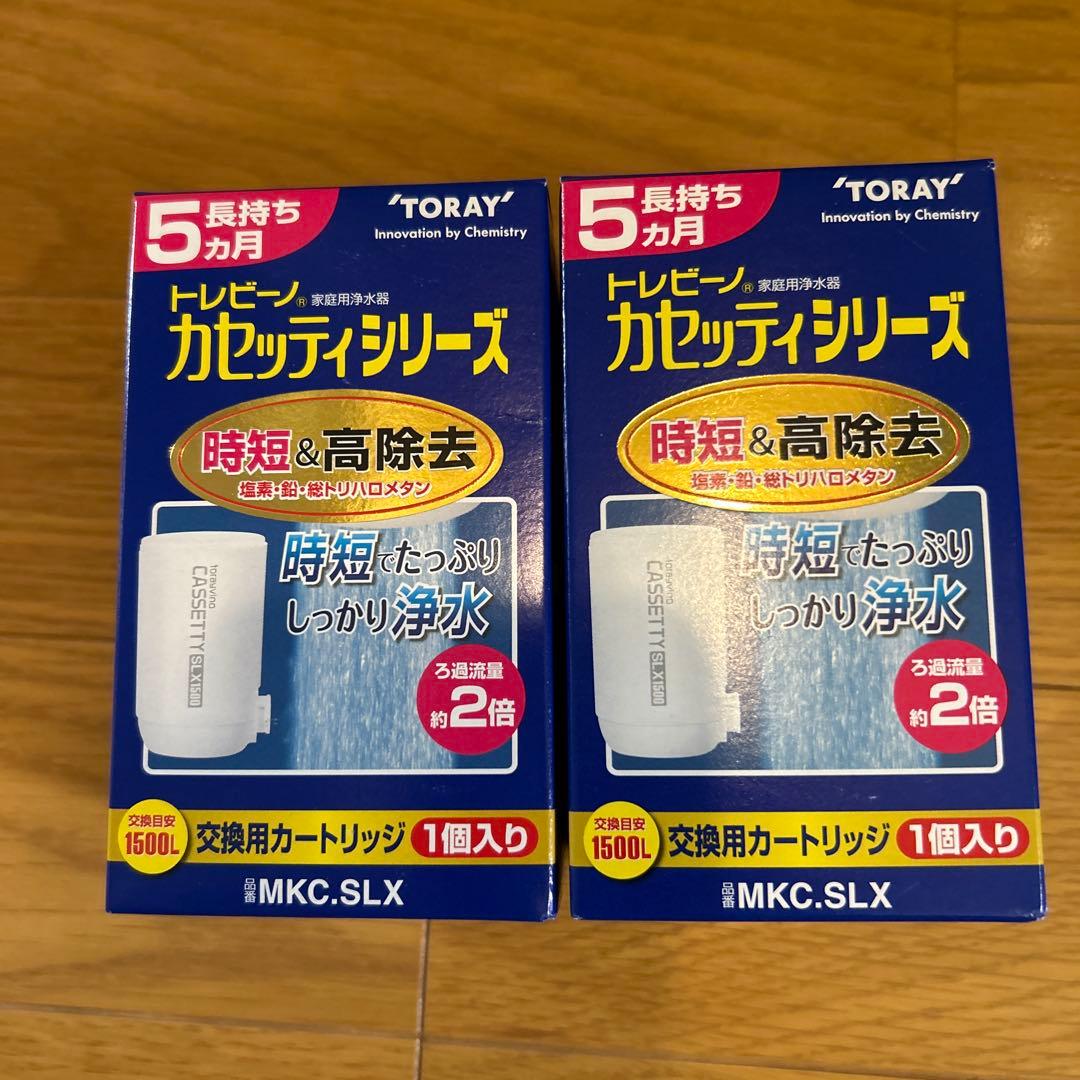 5長持ち
カ月
'TORAY'
Innovation by Chemistry
トレビーノ® 家庭用浄水器
カセッティシリーズ
時短&高除去
塩素・鉛・総トリハロメタン
時短でたっぷり
しっかり浄水
torayvino
CASSETTY SLX1500
ろ過流量
約2倍
交換目安
1500L
交換用カートリッジ 1個入り
品番 MKC.SLX
5長持ち
カ月
'TORAY'
Innovation by Chemistry
トレビーノ® 家庭用浄水器
カセッティシリーズ
時短&高除去
塩素・鉛・総トリハロメタン
時短でたっぷり
しっかり浄水
torayvino
CASSETTY SLX1500
ろ過流量
約2倍
交換目安
1500L
交換用カートリッジ 1個入り
品番 MKC.SLX